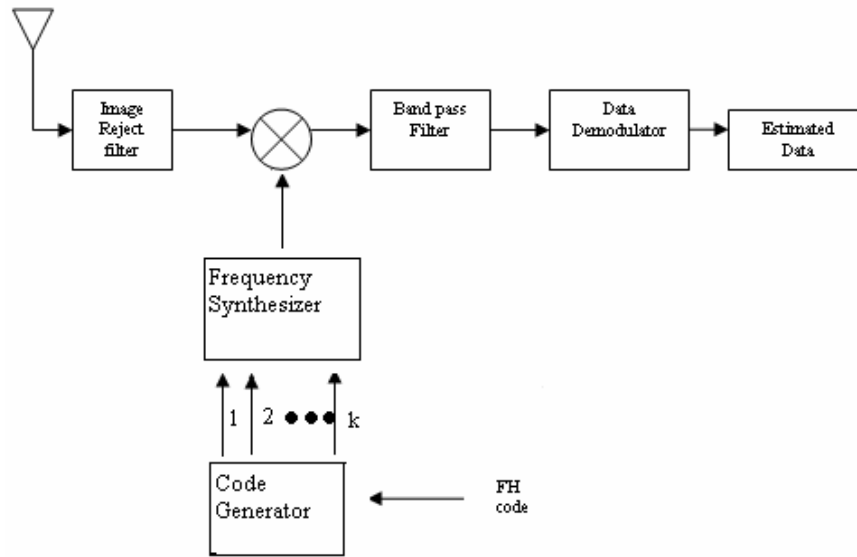 Image
Reject
filter
Band pass
Filter
Data
Demodulator
Estimated
Data
Frequency
Synthesizer
1 2 k
Code
Generator
FH
code